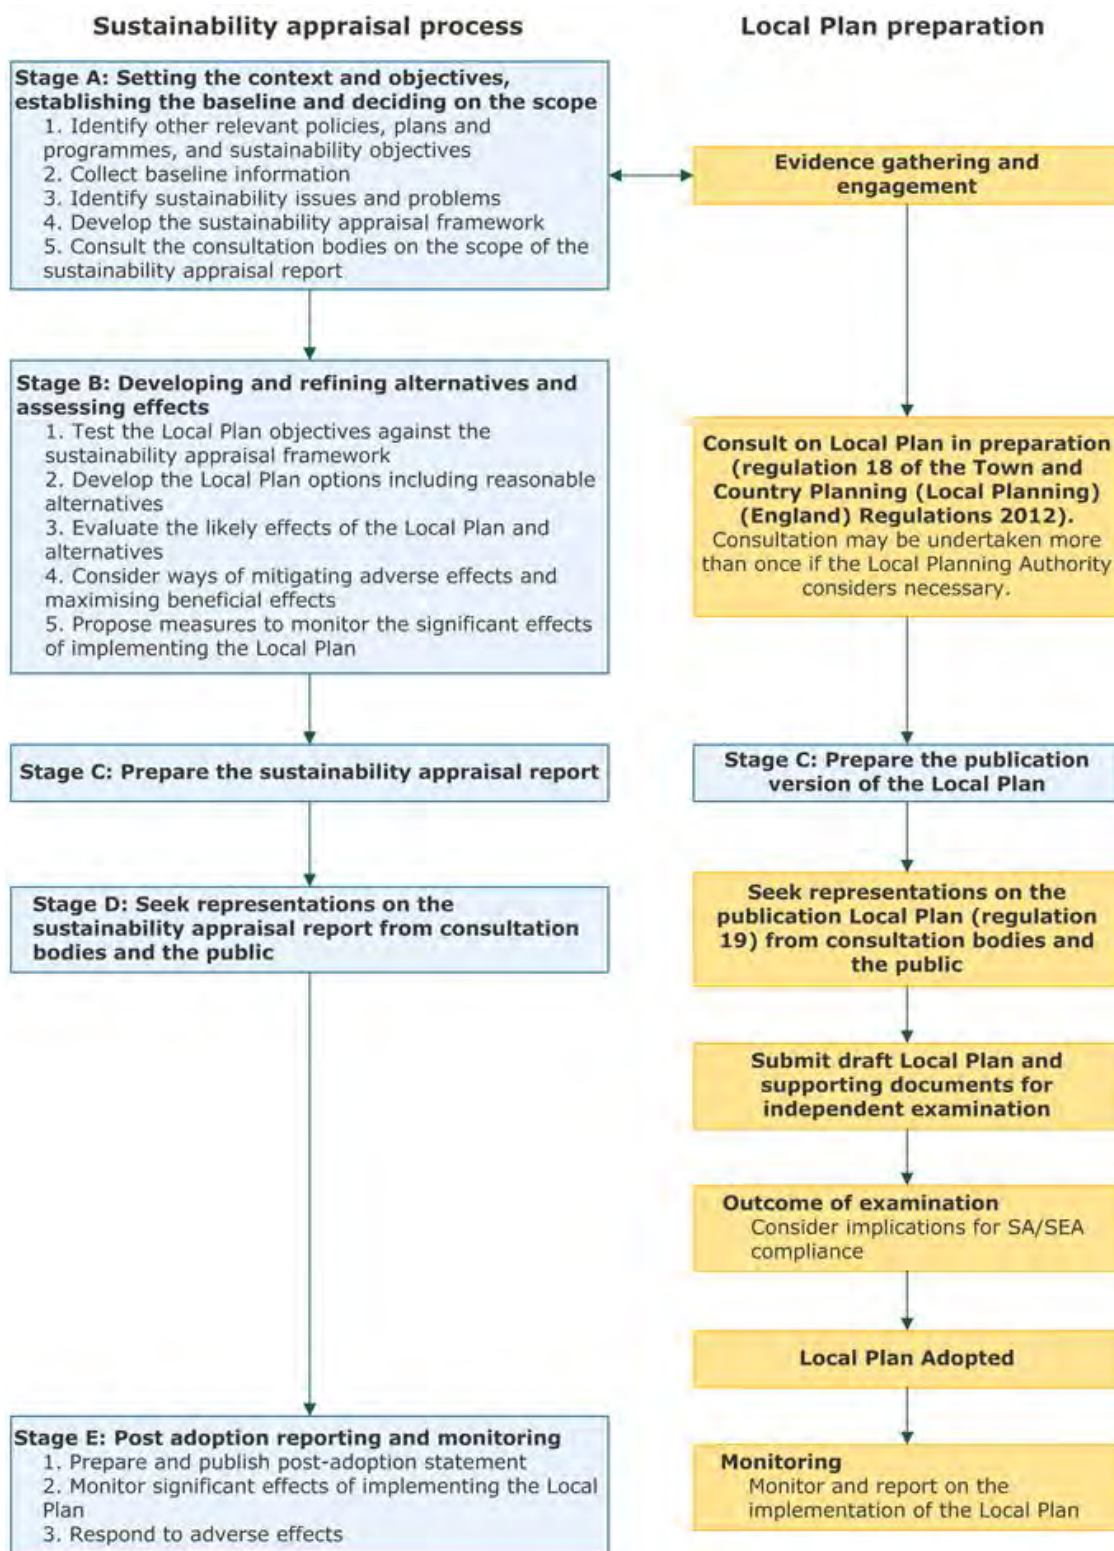 Sustainability appraisal process
Stage A: Setting the context and objectives,
establishing the baseline and deciding on the scope
1. Identify other relevant policies, plans and
programmes, and sustainability objectives
2. Collect baseline information
3. Identify sustainability issues and problems
4. Develop the sustainability appraisal framework
5. Consult the consultation bodies on the scope of the
sustainability appraisal report
Stage B: Developing and refining alternatives and
assessing effects
1. Test the Local Plan objectives against the
sustainability appraisal framework
2. Develop the Local Plan options including reasonable
alternatives
3. Evaluate the likely effects of the Local Plan and
alternatives
4. Consider ways of mitigating adverse effects and
maximising beneficial effects
5. Propose measures to monitor the significant effects
of implementing the Local Plan
Stage C: Prepare the sustainability appraisal report
Stage D: Seek representations on the
sustainability appraisal report from consultation
bodies and the public
Stage E: Post adoption reporting and monitoring
1. Prepare and publish post-adoption statement
2. Monitor significant effects of implementing the Local
Plan
3. Respond to adverse effects
Local Plan preparation
Evidence gathering and
engagement
Consult on Local Plan in preparation
(regulation 18 of the Town and
Country Planning (Local Planning)
(England) Regulations 2012).
Consultation may be undertaken more
than once if the Local Planning Authority
considers necessary.
Stage C: Prepare the publication
version of the Local Plan
Seek representations on the
publication Local Plan (regulation
19) from consultation bodies and
the public
Submit draft Local Plan and
supporting documents for
independent examination
Outcome of examination
Consider implications for SA/SEA
compliance
Local Plan Adopted
Monitoring
Monitor and report on the
implementation of the Local Plan